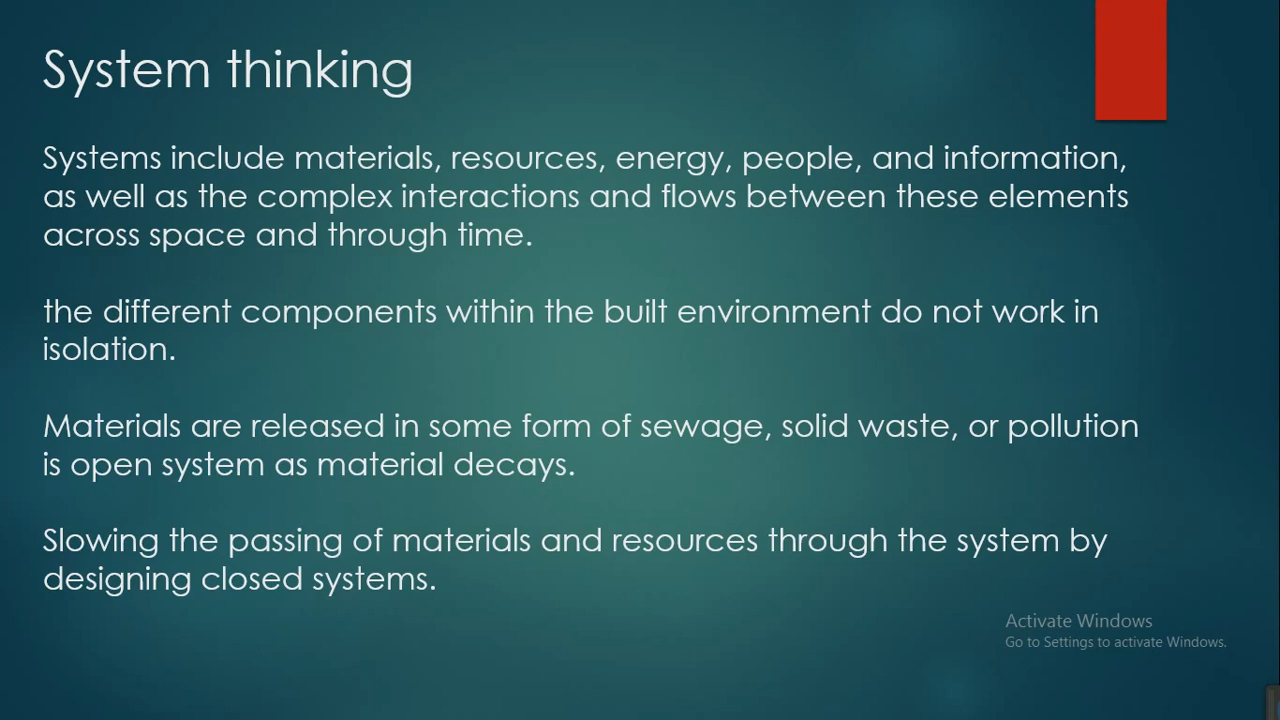 System thinking
Systems include materials, resources, energy, people, and information,
as well as the complex interactions and flows between these elements
across space and through time.
the different components within the built environment do not work in
isolation.
Materials are released in some form of sewage, solid waste, or pollution
is open system as material decays.
Slowing the passing of materials and resources through the system by
designing closed systems.
Activate Windows
Go to Settings to activate Windows.